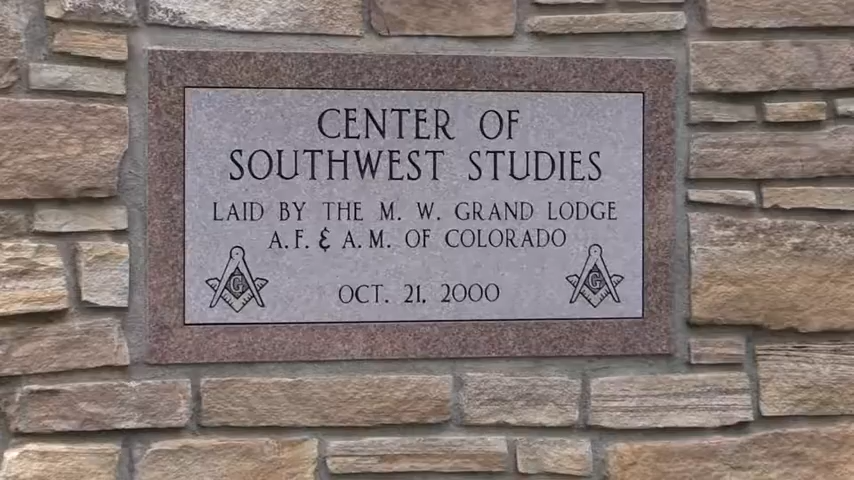 CENTER OF
SOUTHWEST STUDIES
LAID BY THE M. W. GRAND LODGE
A.F. & A.M. OF COLORADO
G G
OCT. 21, 2000